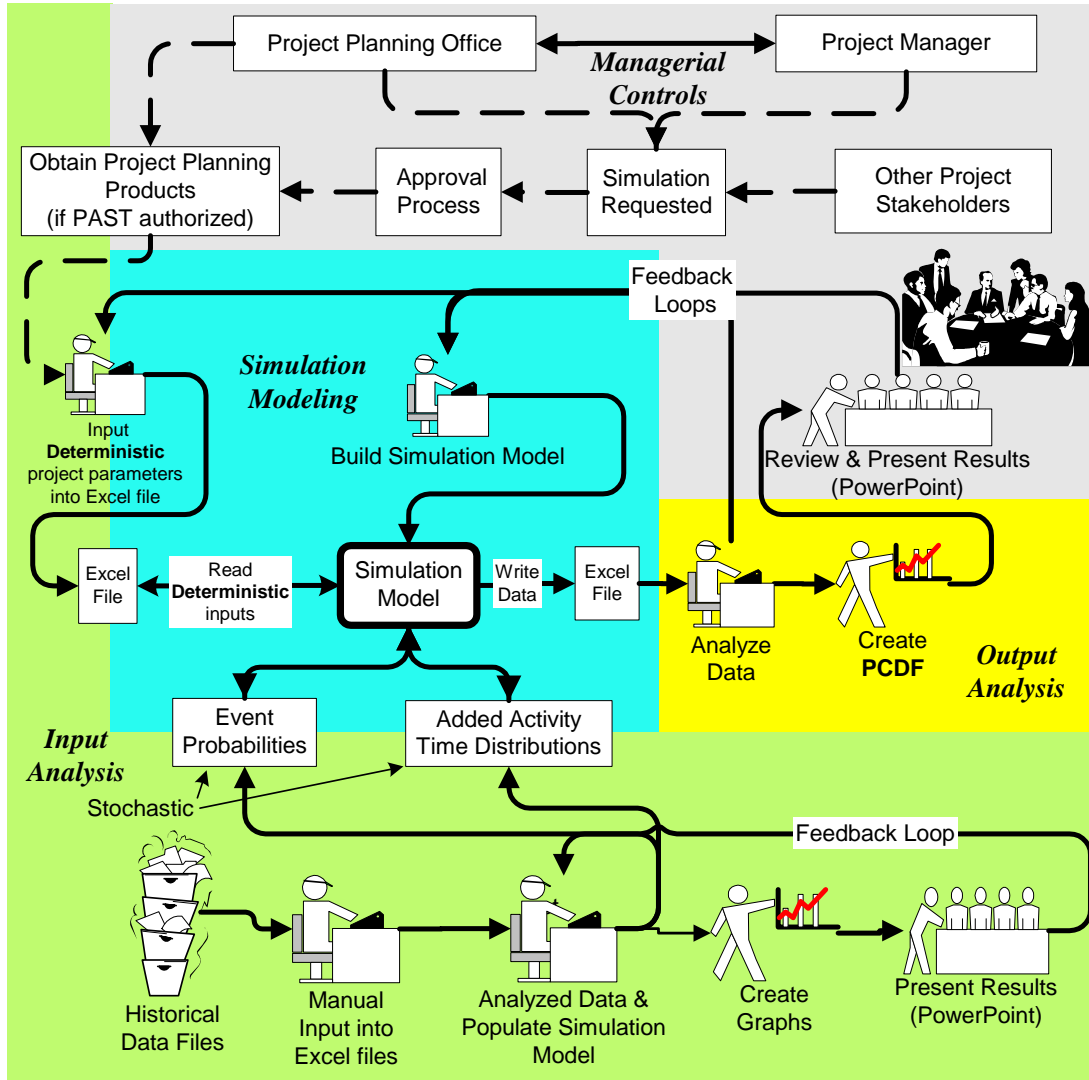 Project Planning Office
Project Manager
Managerial
Controls
Obtain Project Planning
Products
(if PAST authorized)
Approval
Process
Simulation
Requested
Other Project
Stakeholders
Feedback
Loops
Simulation
Modeling
Input
Deterministic
project parameters
into Excel file
Build Simulation Model
Review & Present Results
(PowerPoint)
Excel
File
Read
Deterministic
inputs
Simulation
Model
Write
Data
Excel
File
Analyze
Data
Create
PCDF
Output
Analysis
Event
Probabilities
Added Activity
Time Distributions
Input
Analysis
Stochastic
Feedback Loop
Historical
Data Files
Manual
Input into
Excel files
Analyzed Data &
Populate Simulation
Model
Create
Graphs
Present Results
(PowerPoint)